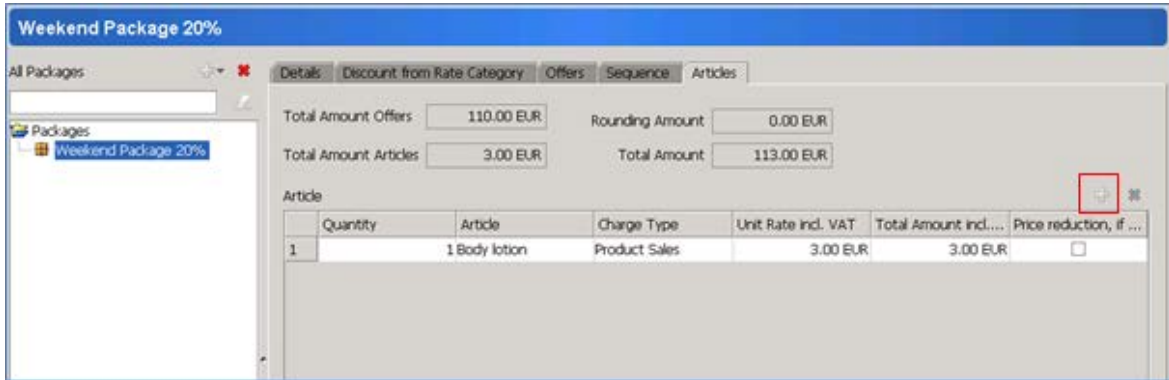 Weekend Package 20%
All Packages
Details Discount from Rate Category Offers Sequence Articles
Total Amount Offers 110.00 EUR Rounding Amount 0.00 EUR
Packages
Weekend Package 20%
Total Amount Articles 3.00 EUR Total Amount 113.00 EUR
Article
Quantity Article Charge Type Unit Rate incl. VAT Total Amount incl.... Price reduction, if ...
1 1 Body lotion Product Sales 3.00 EUR 3.00 EUR